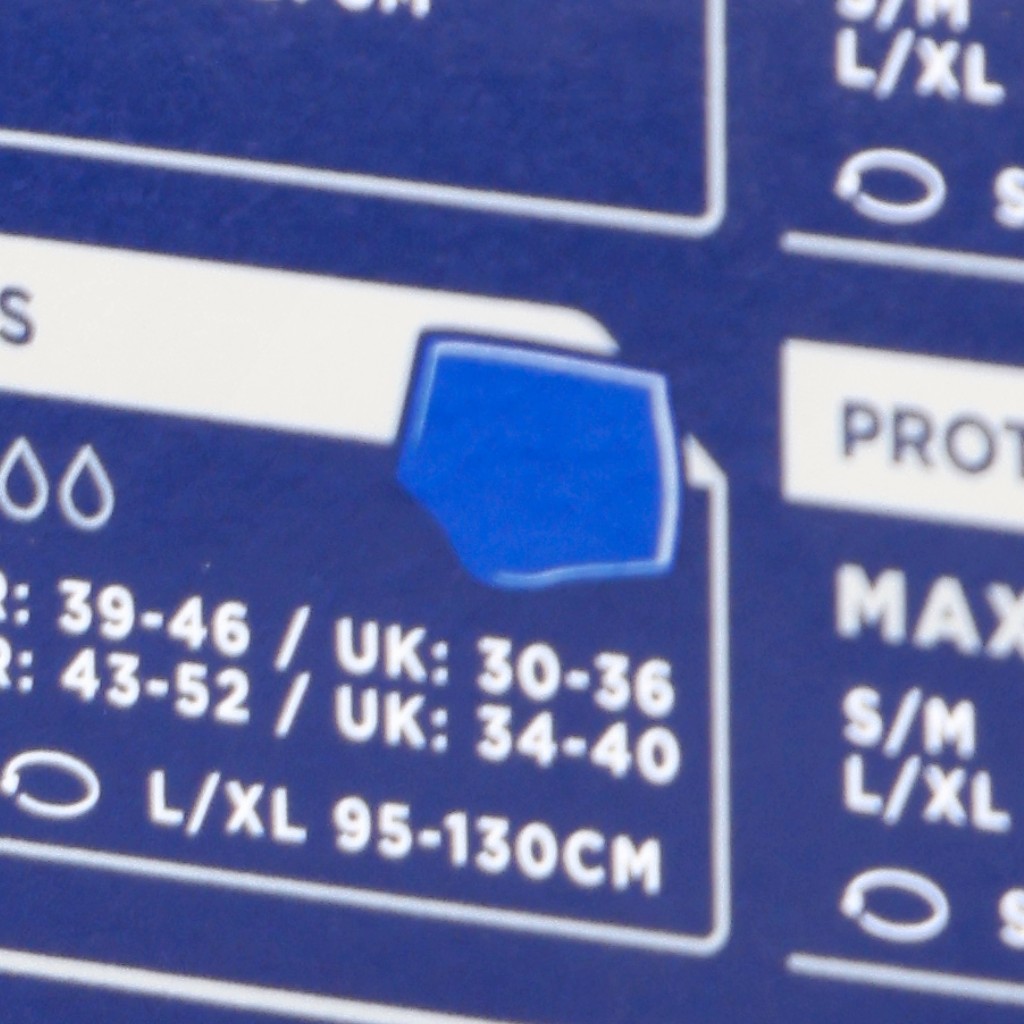 S
R: 39-46 / UK: 30-36
R: 43-52 / UK: 34-40
L/XL 95-130CM
S/M
L/XL
S
PROT
MAX
S/M
L/XL
S